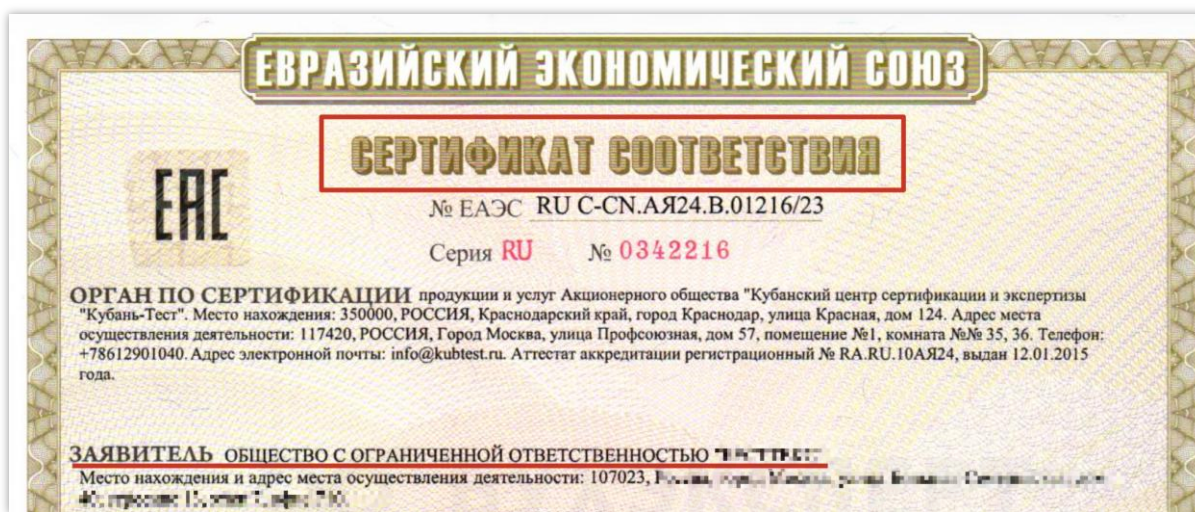 ЕВРАЗИЙСКИЙ ЭКОНОМИЧЕСКИЙ СОЮЗ
СЕРТИФИКАТ СООТВЕТСТВИЯ
EAC
№ ЕАЭС RU C-CN.АЯ24.В.01216/23
Серия RU № 0342216
ОРГАН ПО СЕРТИФИКАЦИИ продукции и услуг Акционерного общества "Кубанский центр сертификации и экспертизы
"Кубань-Тест". Место нахождения: 350000, РОССИЯ, Краснодарский край, город Краснодар, улица Красная, дом 124. Адрес места
осуществления деятельности: 117420, РОССИЯ, Город Москва, улица Профсоюзная, дом 57, помещение №1, комната №№ 35, 36. Телефон:
+78612901040. Адрес электронной почты: info@kubtest.ru. Аттестат аккредитации регистрационный № RA.RU.10АЯ24, выдан 12.01.2015
года.
ЗАЯВИТЕЛЬ ОБЩЕСТВО С ОГРАНИЧЕННОЙ ОТВЕТСТВЕННОСТЬЮ
Место нахождения и адрес места осуществления деятельности: 107023,